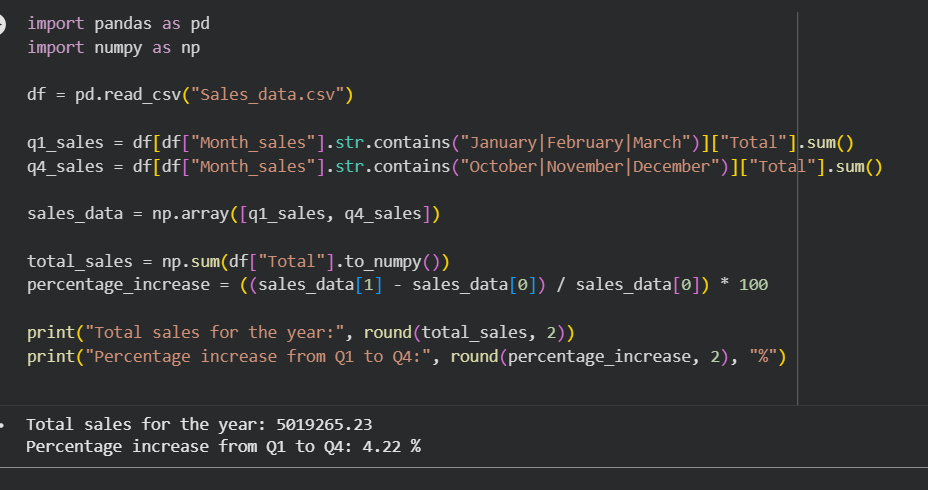 import pandas as pd
import numpy as np
df = pd.read_csv("Sales_data.csv")
q1_sales = df[df["Month_sales"].str.contains("January|February|March")]["Total"].sum()
q4_sales = df[df["Month_sales"].str.contains("October|November|December")]["Total"].sum()
sales_data = np.array([q1_sales, q4_sales])
total_sales = np.sum(df["Total"].to_numpy())
percentage_increase = ((sales_data[1] - sales_data[0]) / sales_data[0]) * 100
print("Total sales for the year:", round(total_sales, 2))
print("Percentage increase from Q1 to Q4:", round(percentage_increase, 2), "%")
Total sales for the year: 5019265.23
Percentage increase from Q1 to Q4: 4.22 %